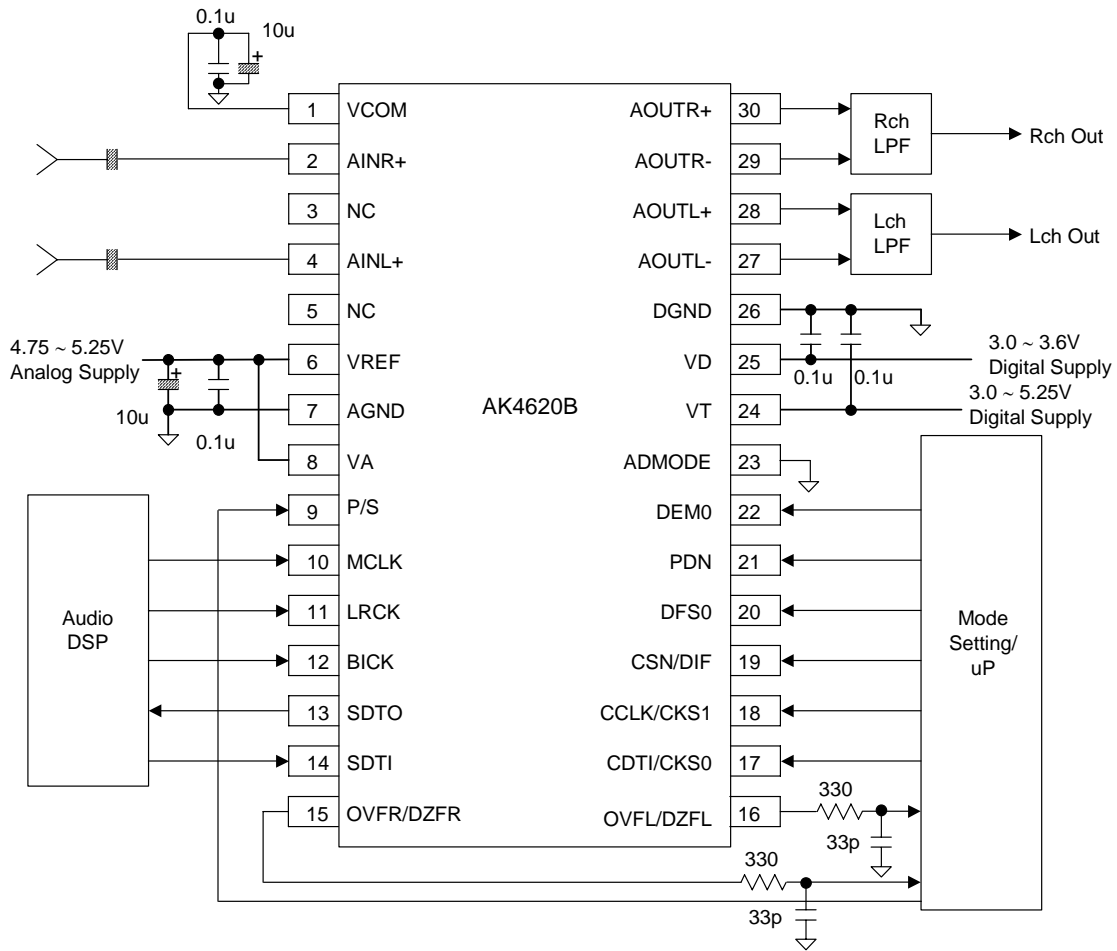 0.1u
10u
+
1 VCOM
2 AINR+
3 NC
4 AINL+
5 NC
4.75 ~ 5.25V
Analog Supply
6 VREF
+
10u
0.1u
7 AGND
8 VA
9 P/S
10 MCLK
11 LRCK
12 BICK
13 SDTO
14 SDTI
15 OVFR/DZFR
Audio
DSP
AK4620B
AOUTR+ 30
AOUTR- 29
AOUTL+ 28
AOUTL- 27
DGND 26
VD 25
VT 24
ADMODE 23
DEM0 22
PDN 21
DFS0 20
CSN/DIF 19
CCLK/CKS1 18
CDTI/CKS0 17
OVFL/DZFL 16
Rch
LPF
Rch Out
Lch
LPF
Lch Out
0.1u
0.1u
3.0 ~ 3.6V
Digital Supply
3.0 ~ 5.25V
Digital Supply
Mode
Setting/
uP
330
33p
330
33p